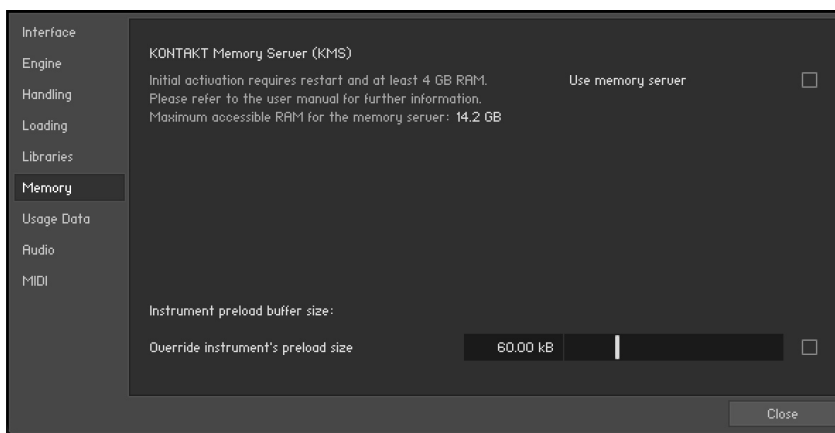 Interface
Engine
Handling
Loading
Libraries
Memory
Usage Data
Audio
MIDI
KONTAKT Memory Server (KMS)
Initial activation requires restart and at least 4 GB RAM.
Please refer to the user manual for further information.
Maximum accessible RAM for the memory server: 14.2 GB
Use memory server
Instrument preload buffer size:
Override instrument's preload size 60.00 kB
Close